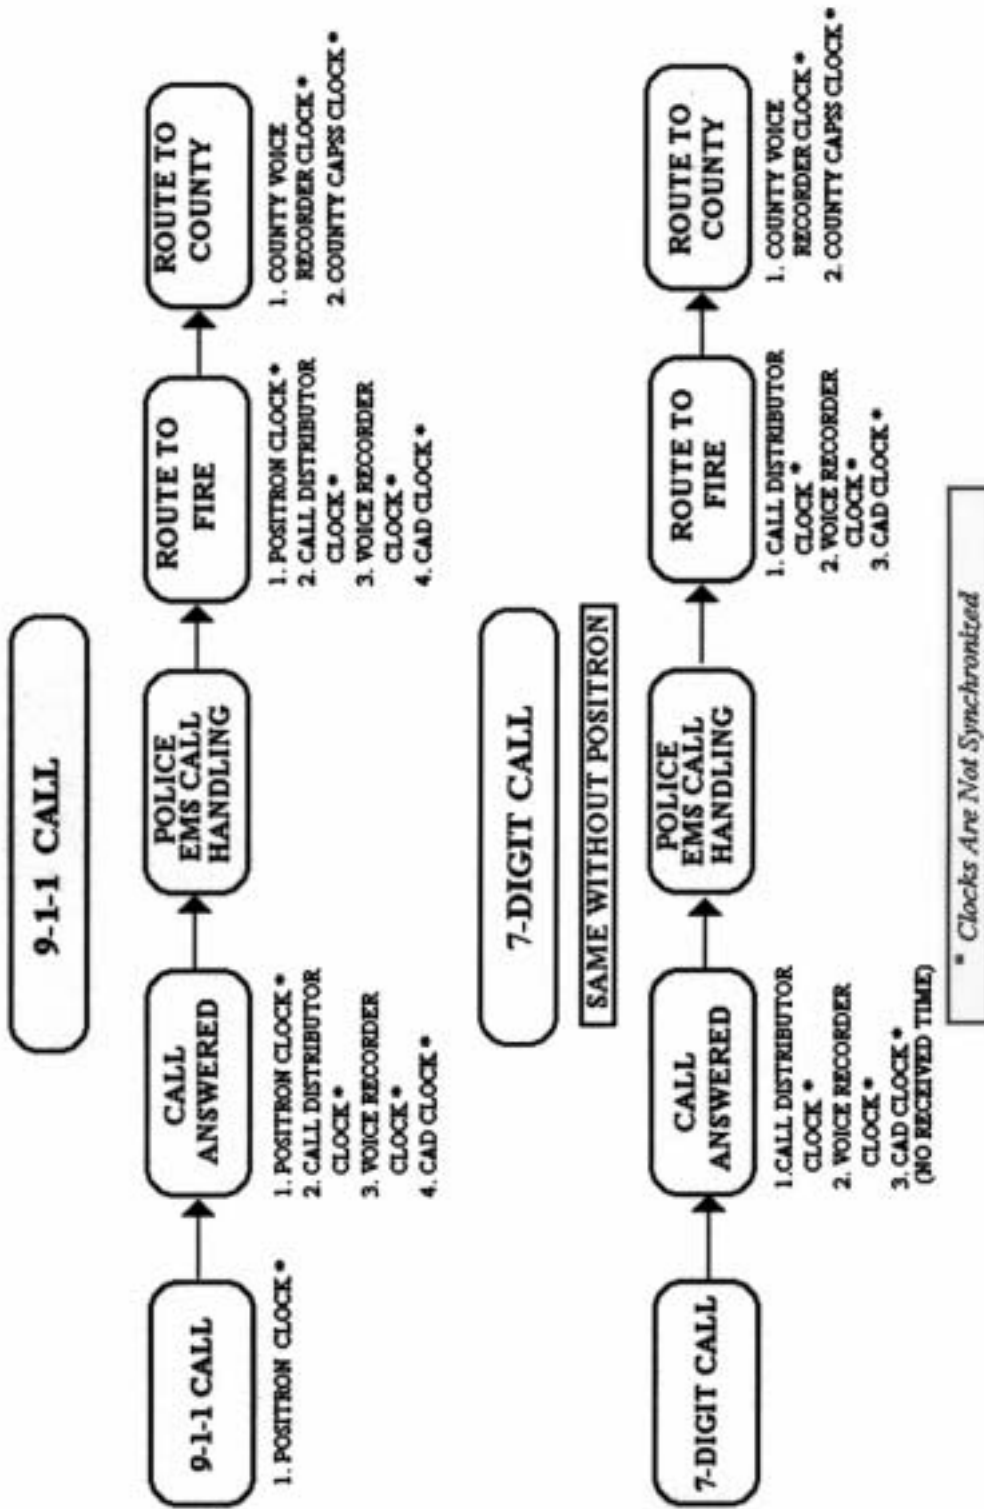 9-1-1 CALL
9-1-1 CALL
1. POSITRON CLOCK *
CALL
ANSWERED
1. POSITRON CLOCK *
2. CALL DISTRIBUTOR
CLOCK *
3. VOICE RECORDER
CLOCK *
4. CAD CLOCK *
POLICE
EMS CALL
HANDLING
ROUTE TO
FIRE
1. POSITRON CLOCK *
2. CALL DISTRIBUTOR
CLOCK *
3. VOICE RECORDER
CLOCK *
4. CAD CLOCK *
ROUTE TO
COUNTY
1. COUNTY VOICE
RECORDER CLOCK *
2. COUNTY CAPSS CLOCK *
7-DIGIT CALL
SAME WITHOUT POSITRON
7-DIGIT CALL
CALL
ANSWERED
1.CALL DISTRIBUTOR
CLOCK *
2. VOICE RECORDER
CLOCK *
3. CAD CLOCK *
(NO RECEIVED TIME)
POLICE
EMS CALL
HANDLING
ROUTE TO
FIRE
1. CALL DISTRIBUTOR
CLOCK *
2. VOICE RECORDER
CLOCK *
3. CAD CLOCK *
ROUTE TO
COUNTY
1. COUNTY VOICE
RECORDER CLOCK *
2. COUNTY CAPSS CLOCK *
* Clocks Are Not Synchronized